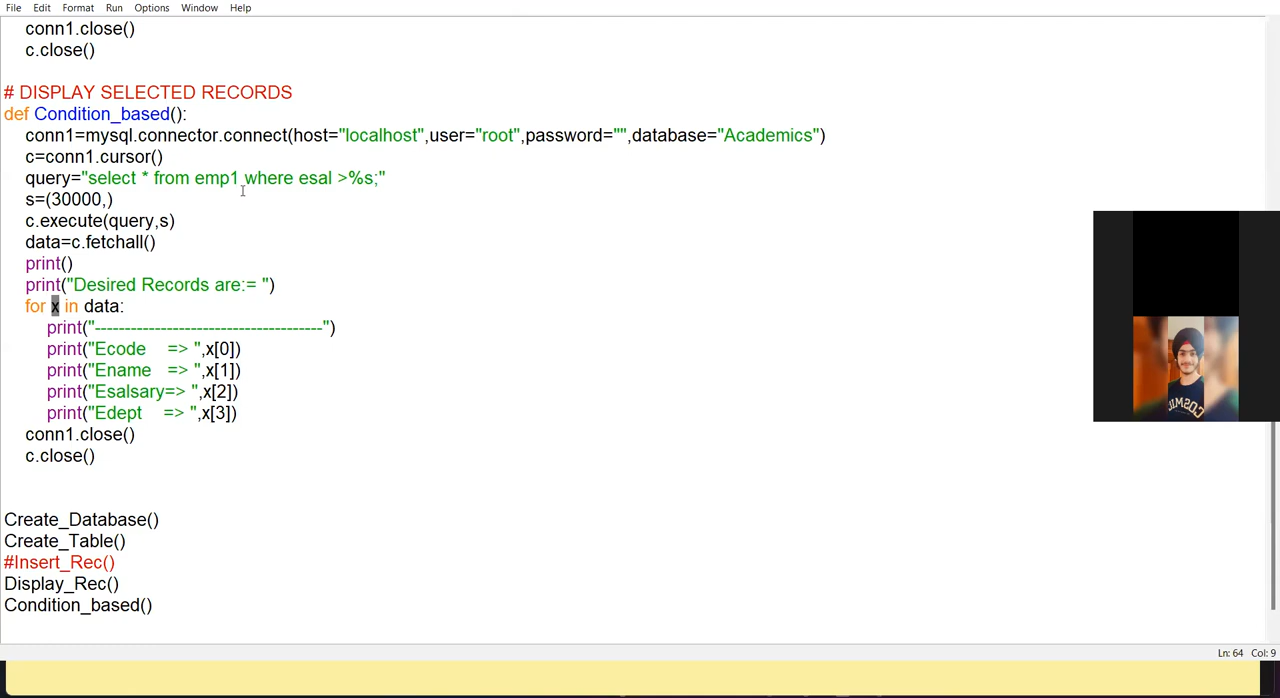 File Edit Format Run Options Window Help
conn1.close()
c.close()
# DISPLAY SELECTED RECORDS
def Condition_based():
conn1=mysql.connector.connect(host="localhost",user="root",password="",database="Academics")
c=conn1.cursor()
query="select * from emp1 where esal >%s;"
s=(30000,)
c.execute(query,s)
data=c.fetchall()
print()
print("Desired Records are:= ")
for x in data:
print("--------------------------------------")
print("Ecode => ",x[0])
print("Ename => ",x[1])
print("Esalsary=> ",x[2])
print("Edept => ",x[3])
conn1.close()
c.close()
Create_Database()
Create_Table()
#Insert_Rec()
Display_Rec()
Condition_based()
COSMIC
Ln: 64 Col: 9